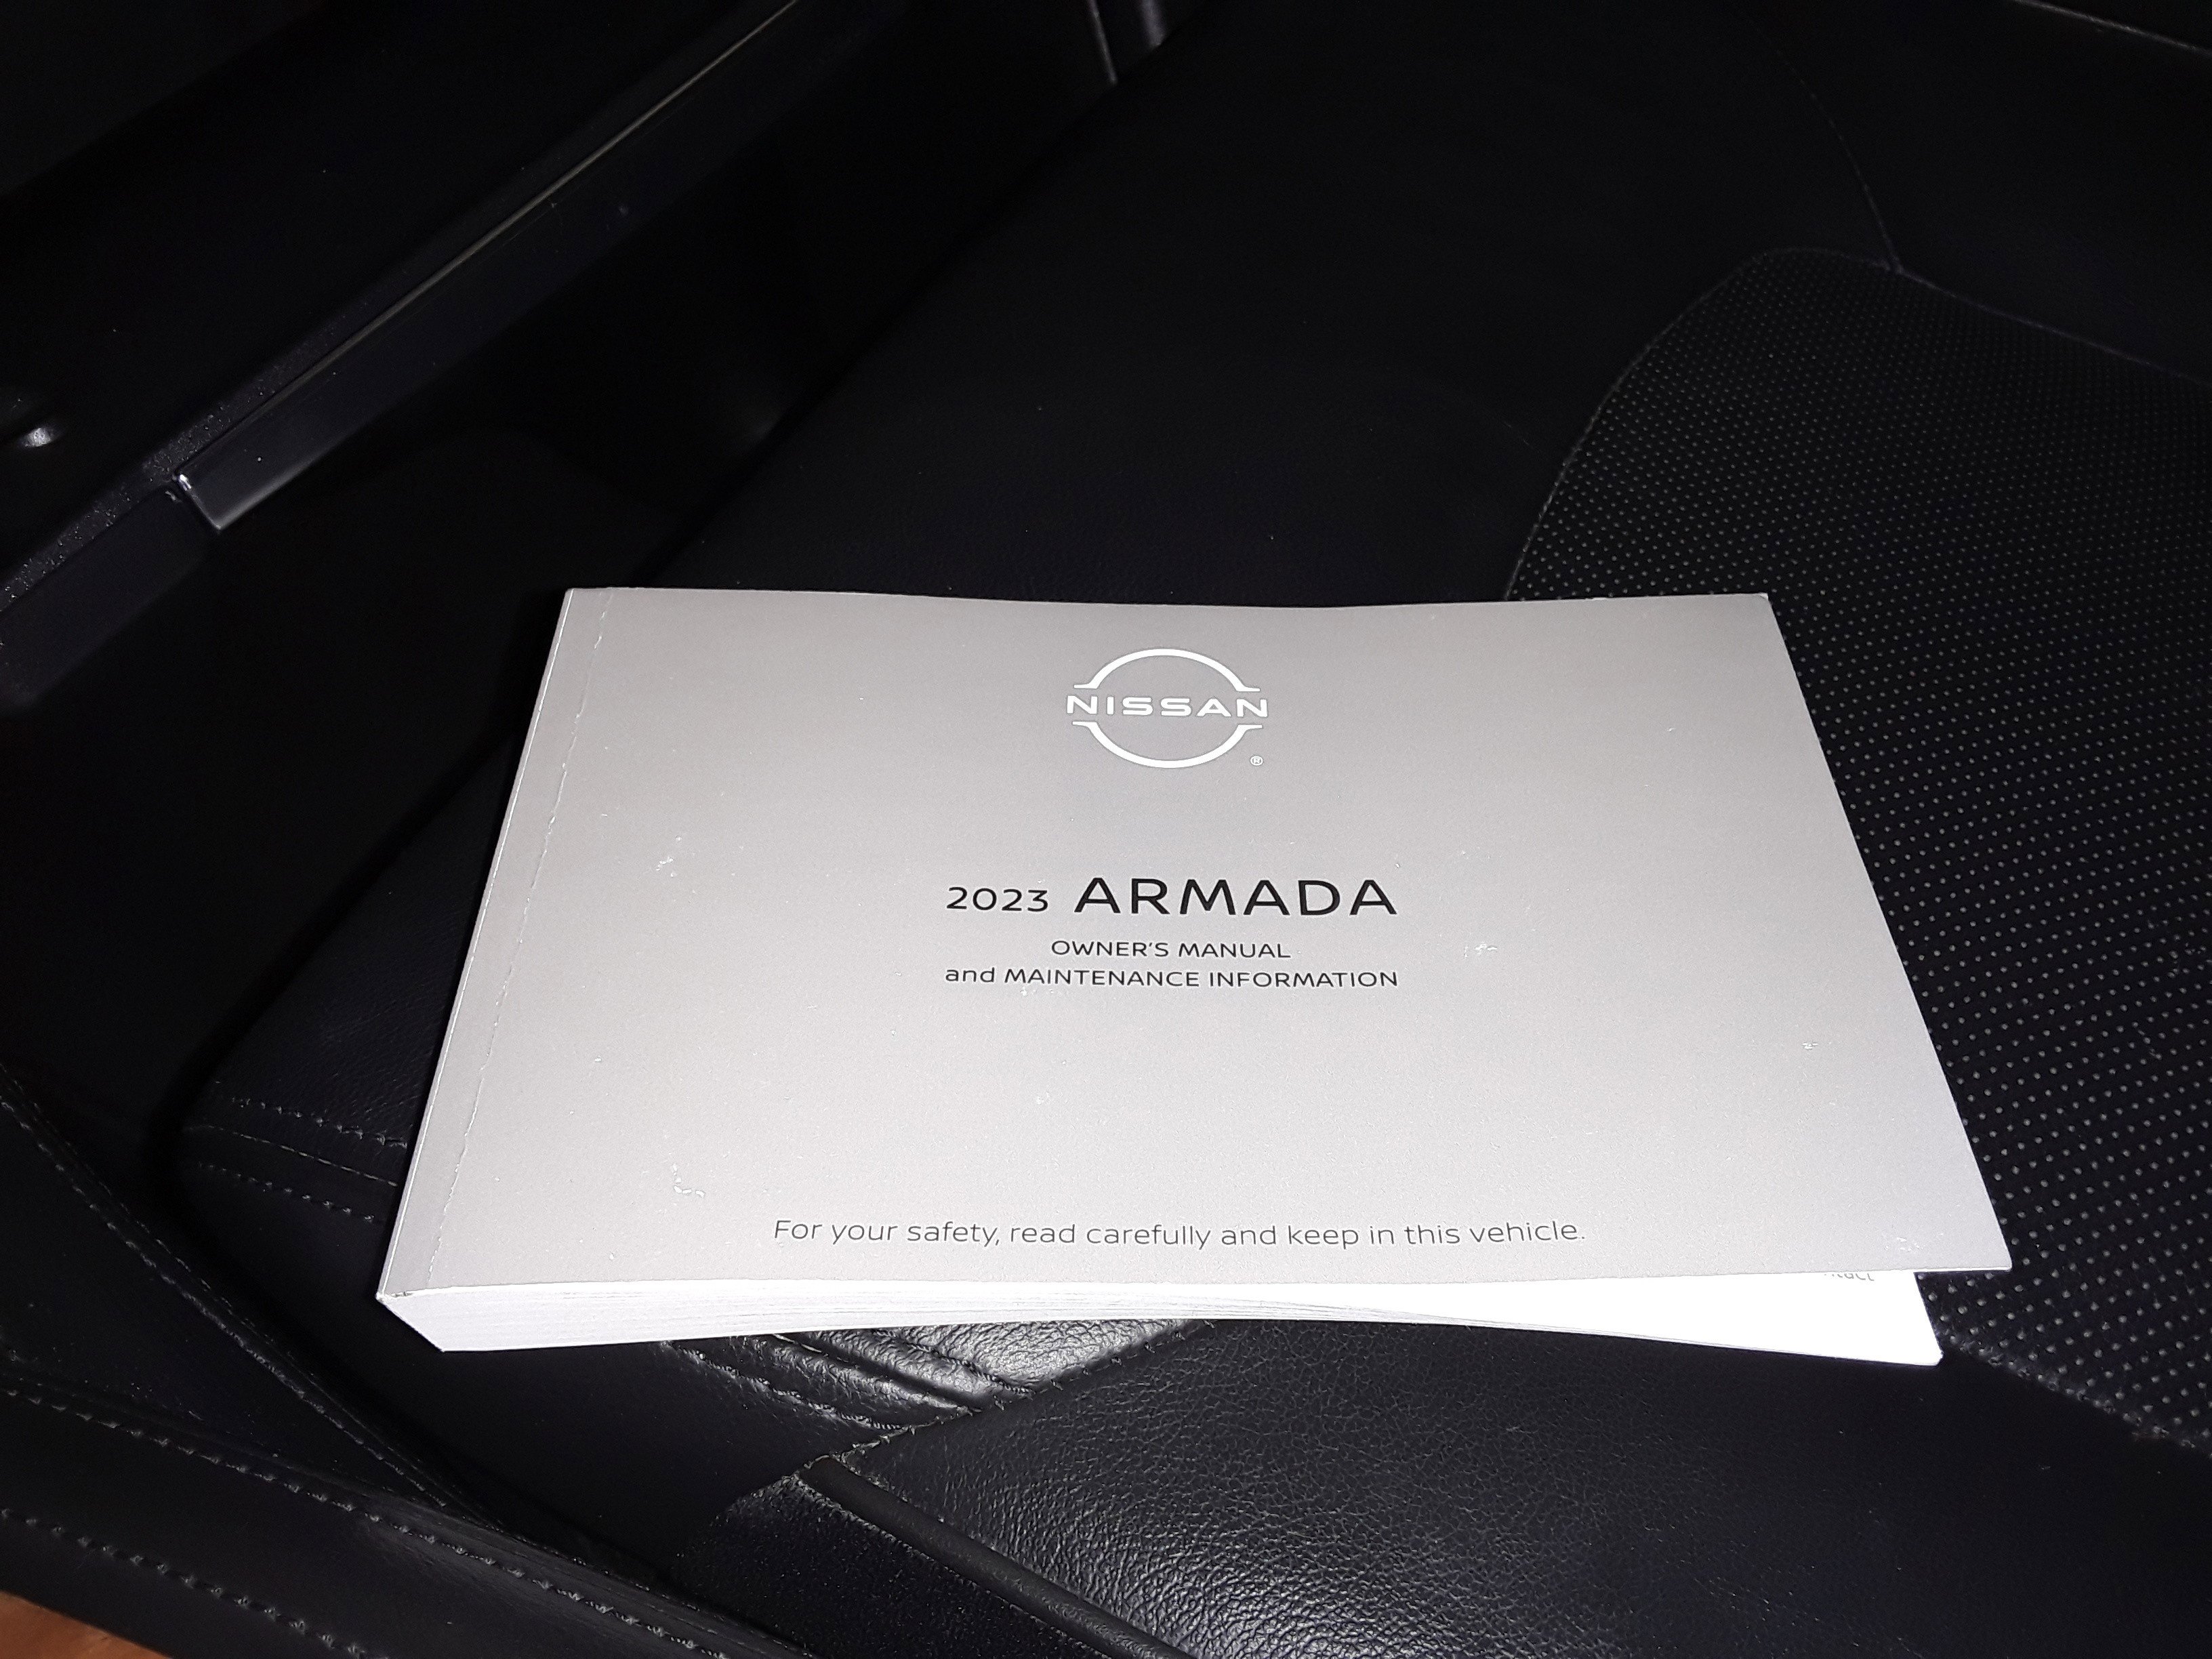 NISSAN
®
2023 ARMADA
OWNER'S MANUAL
and MAINTENANCE INFORMATION
For your safety, read carefully and keep in this vehicle.